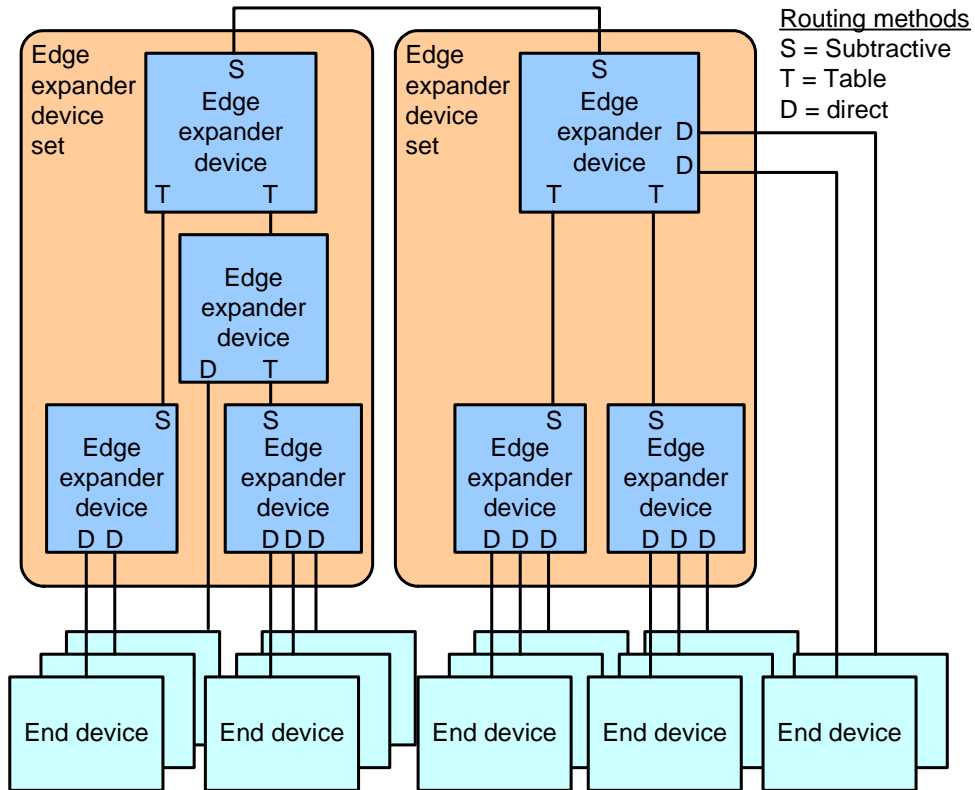 Routing methods
S = Subtractive
T = Table
D = direct
Edge
expander
device
set
S
Edge
expander
device
T T
Edge
expander
device
D T
S
Edge
expander
device
D D
S
Edge
expander
device
D D D
Edge
expander
device
set
S
Edge
expander
device
D
D
T T
S
Edge
expander
device
D D D
S
Edge
expander
device
D D D
End device
End device
End device
End device
End device